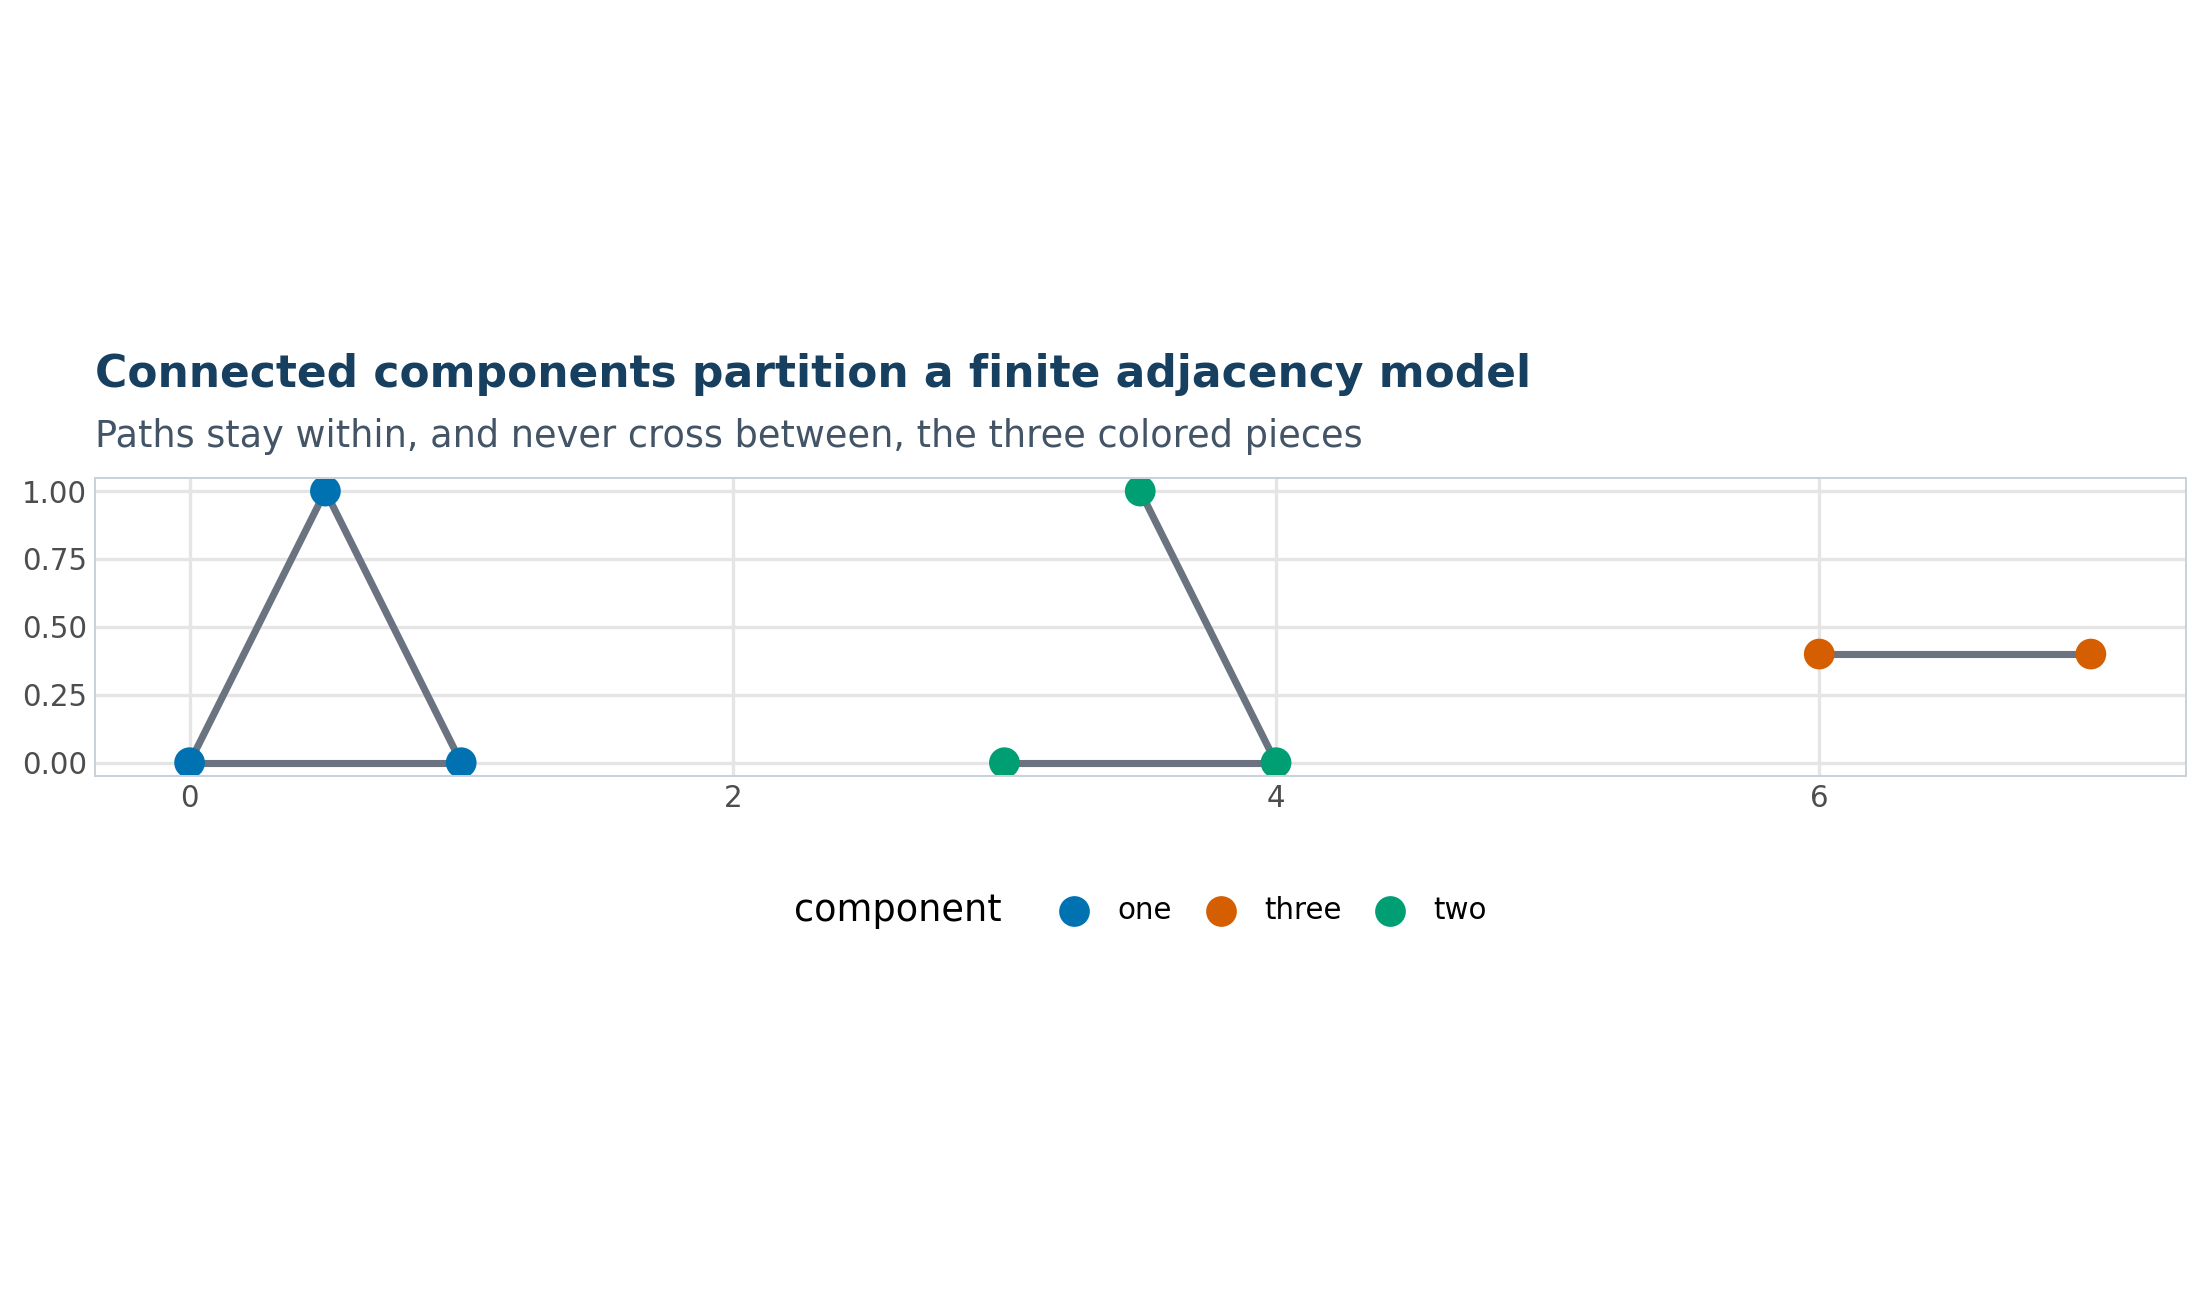 Connected components partition a finite adjacency model
Paths stay within, and never cross between, the three colored pieces
1.00
0.75
0.50
0.25
0.00
0 2 4 6
component one three two